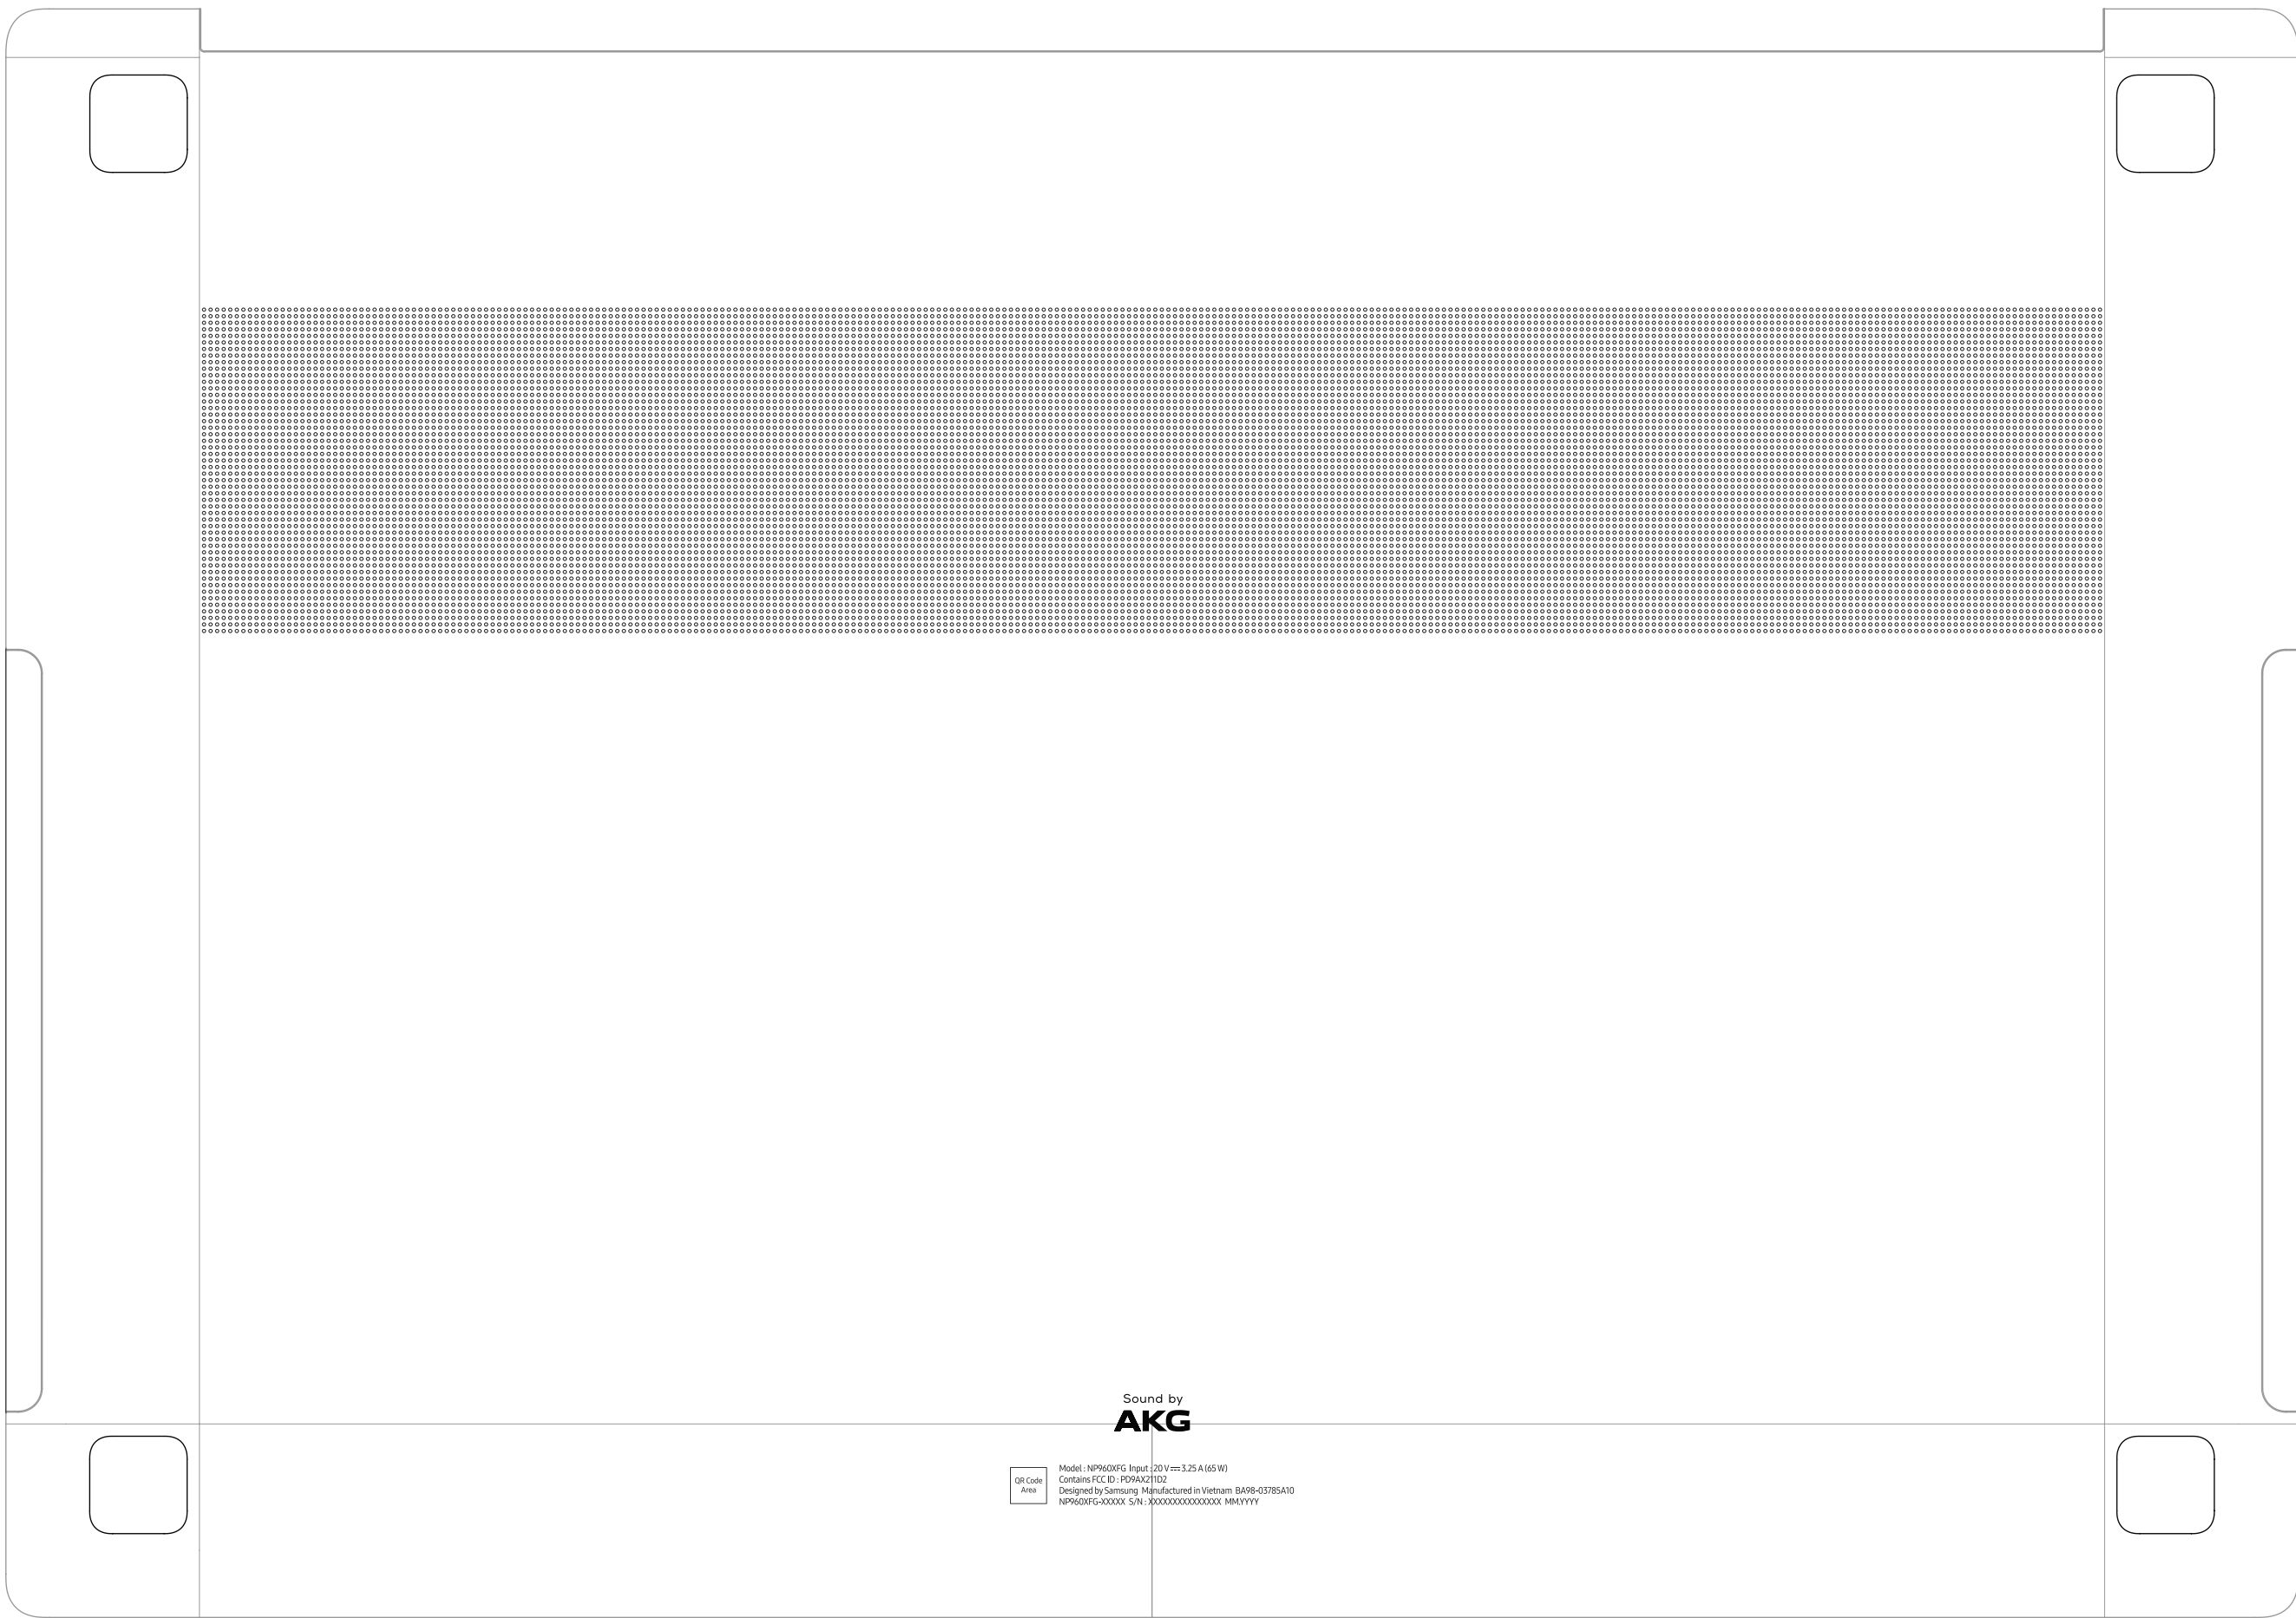 Sound by
AKG
QR Code
Area
Model : NP960XFG Input : 20 V⎓3.25 A (65 W)
Contains FCC ID : PD9AX211D2
Designed by Samsung Manufactured in Vietnam BA98-03785A10
NP960XFG-XXXXX S/N : XXXXXXXXXXXXXXX MM.YYYY